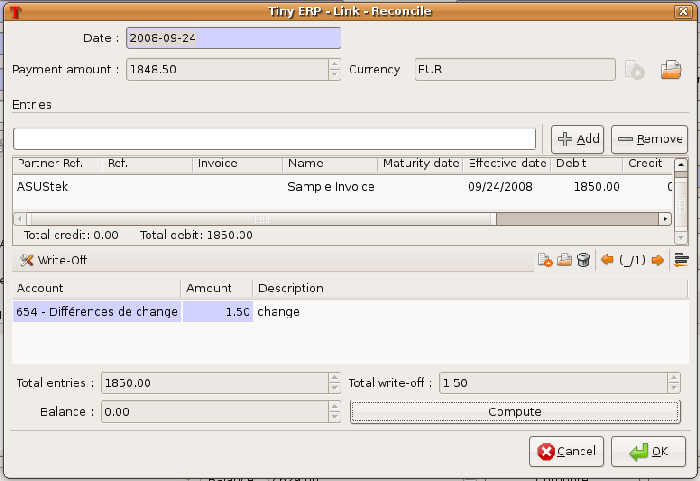 Tiny ERP - Link - Reconcile
Date : 2008-09-24
Payment amount : 1848.50 Currency EUR
Entries
Add Remove
Partner Ref. Ref. Invoice Name Maturity date Effective date Debit Credit
ASUStek Sample Invoice 09/24/2008 1850.00 0
Total credit: 0.00 Total debit: 1850.00
Write-Off (_/1)
Account Amount Description
654 - Différences de change 1.50 change
Total entries : 1850.00 Total write-off : 1.50
Balance : 0.00 Compute
Cancel OK